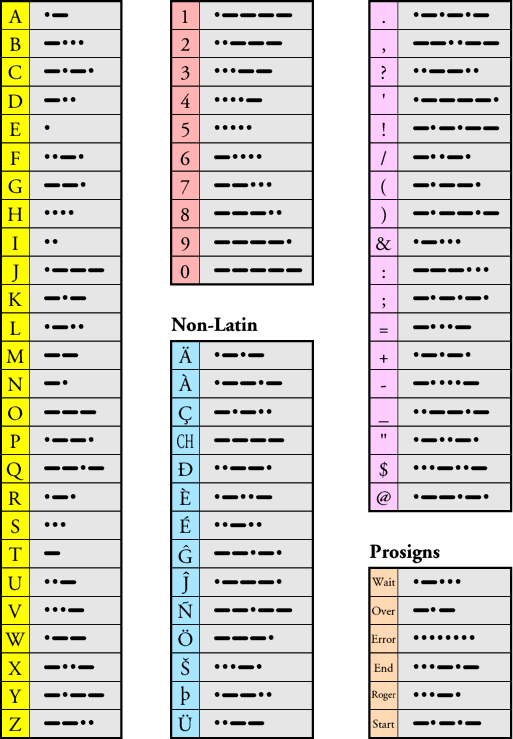 A •−
B −•••
C −•−•
D −••
E •
F ••−•
G −−•
H ••••
I ••
J •−−−
K −•−
L •−••
M −−
N −•
O −−−
P •−−•
Q −−•−
R •−•
S •••
T −
U ••−
V •••−
W •−−
X −••−
Y −•−−
Z −−••
1 •−−−−
2 ••−−−
3 •••−−
4 ••••−
5 •••••
6 −••••
7 −−•••
8 −−−••
9 −−−−•
0 −−−−−
Non-Latin
Ä •−•−
À •−−•−
Ç −•−••
CH −−−−
Ð ••−−•
È •−••−
É ••−••
Ĝ −−•−•
Ĵ •−−−•
Ñ −−•−−
Ö −−−•
Š •••−•
þ •−−••
Ü ••−−
. •−•−•−
, −−••−−
? ••−−••
' •−−−−•
! −•−•−−
/ −••−•
( −•−−•
) −•−−•−
& •−•••
: −−−•••
; −•−•−•
= −•••−
+ •−•−•
- −••••−
_ ••−−•−
" •−••−•
$ •••−••−
@ •−−•−•
Prosigns
Wait •−•••
Over −•−
Error ••••••••
End •••−•−
Roger •••−•
Start −•−•−